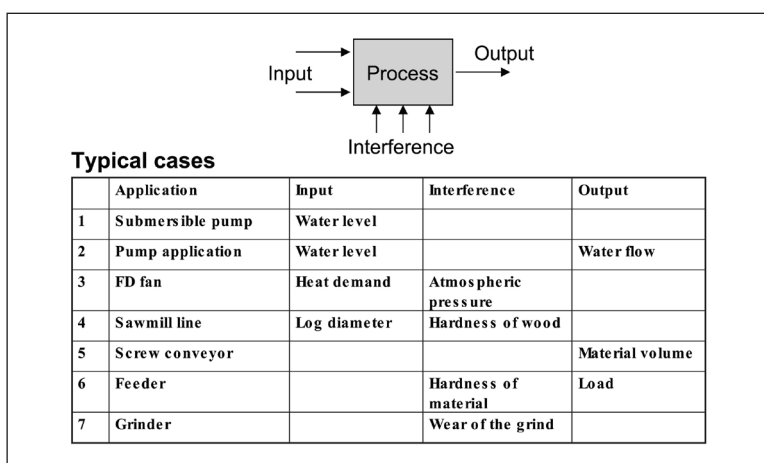 Output
Input
Process
Interference
Typical cases
Application Input Interference Output
1 Submersible pump Water level
2 Pump application Water level Water flow
3 FD fan Heat demand Atmospheric
pressure
4 Sawmill line Log diameter Hardness of wood
5 Screw conveyor Material volume
6 Feeder Hardness of Load
material
7 Grinder Wear of the grind